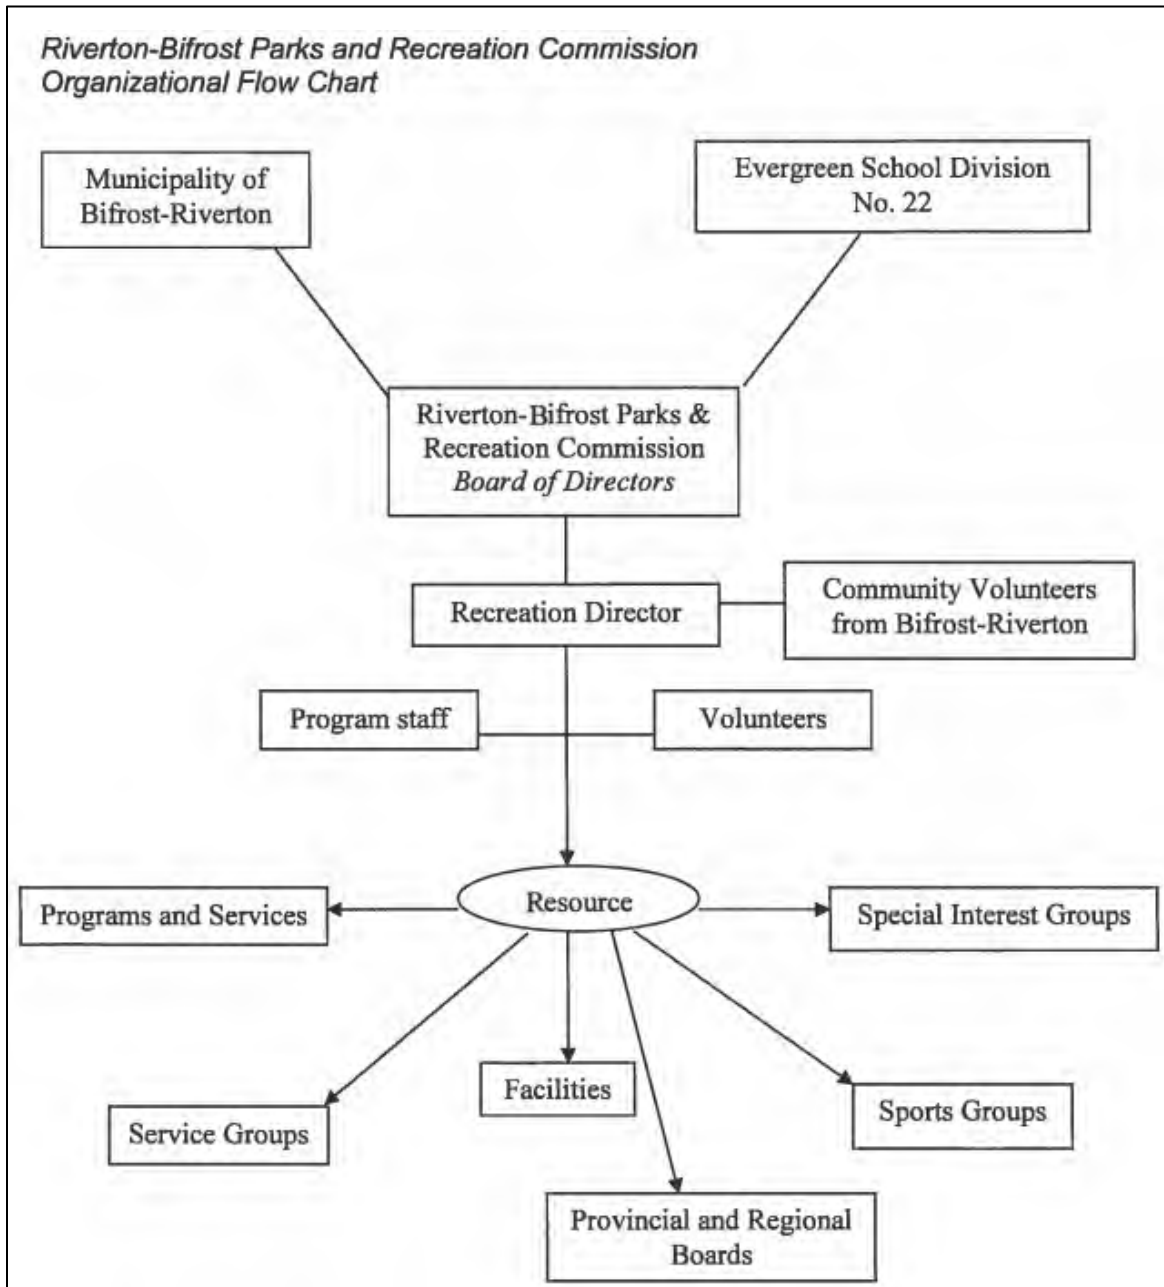 Riverton-Bifrost Parks and Recreation Commission
Organizational Flow Chart
Municipality of
Bifrost-Riverton
Evergreen School Division
No. 22
Riverton-Bifrost Parks &
Recreation Commission
Board of Directors
Recreation Director
Community Volunteers
from Bifrost-Riverton
Program staff
Volunteers
Resource
Programs and Services
Special Interest Groups
Facilities
Sports Groups
Service Groups
Provincial and Regional
Boards